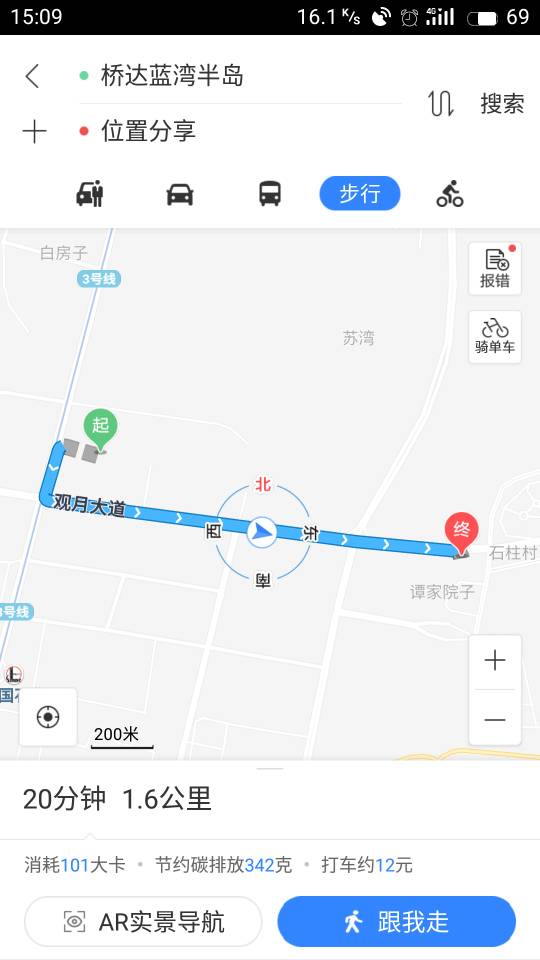 15:09
16.1 K/s 4G 69
桥达蓝湾半岛
位置分享
搜索
步行
白房子
3号线
报错
苏湾
骑单车
起
观月大道
北
西
东
南
终
石柱村
谭家院子
3号线
200米
20分钟 1.6公里
消耗101大卡 • 节约碳排放342克 • 打车约12元
AR实景导航
跟我走